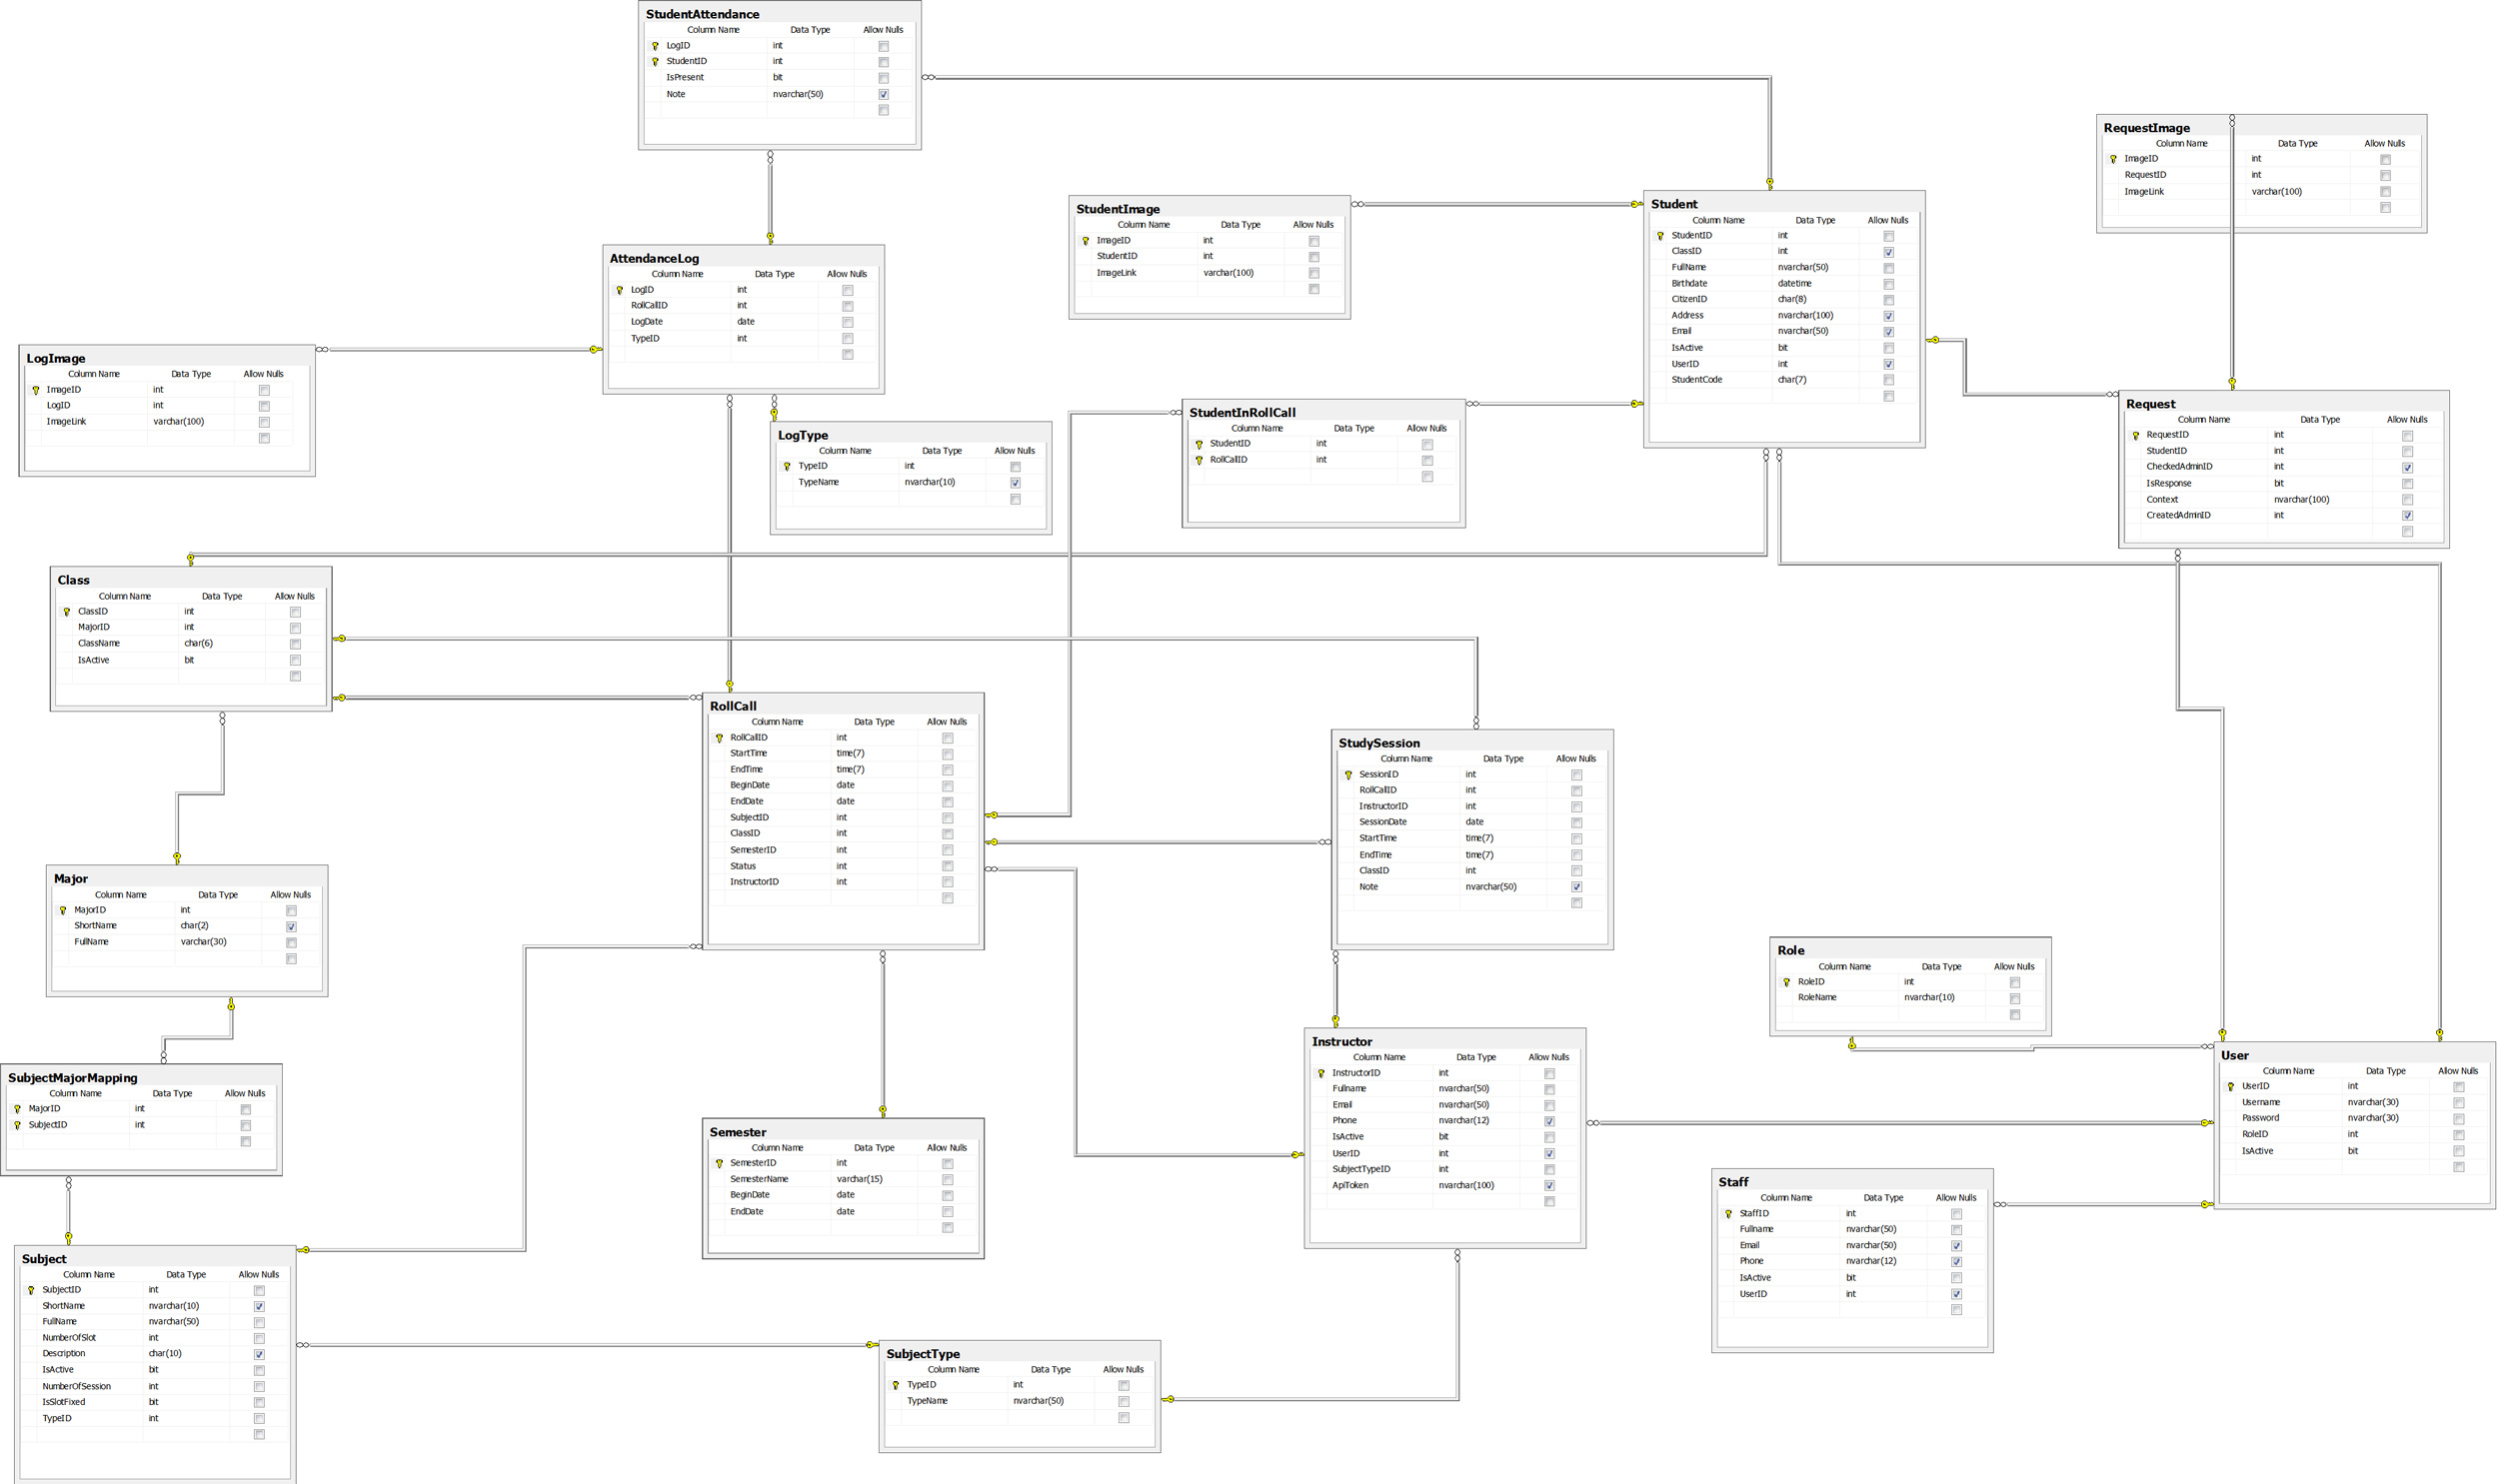 StudentAttendance
Column Name Data Type Allow Nulls
LogID int
StudentID int
IsPresent bit
Note nvarchar(50)
RequestImage
Column Name Data Type Allow Nulls
ImageID int
RequestID int
ImageLink varchar(100)
StudentImage
Column Name Data Type Allow Nulls
ImageID int
StudentID int
ImageLink varchar(100)
Student
Column Name Data Type Allow Nulls
StudentID int
ClassID int
FullName nvarchar(50)
Birthdate datetime
CitizenID char(8)
Address nvarchar(100)
Email nvarchar(50)
IsActive bit
UserID int
StudentCode char(7)
AttendanceLog
Column Name Data Type Allow Nulls
LogID int
RollCallID int
LogDate date
TypeID int
LogImage
Column Name Data Type Allow Nulls
ImageID int
LogID int
ImageLink varchar(100)
LogType
Column Name Data Type Allow Nulls
TypeID int
TypeName nvarchar(10)
StudentInRollCall
Column Name Data Type Allow Nulls
StudentID int
RollCallID int
Request
Column Name Data Type Allow Nulls
RequestID int
StudentID int
CheckedAdminID int
IsResponse bit
Context nvarchar(100)
CreatedAdminID int
Class
Column Name Data Type Allow Nulls
ClassID int
MajorID int
ClassName char(6)
IsActive bit
RollCall
Column Name Data Type Allow Nulls
RollCallID int
StartTime time(7)
EndTime time(7)
BeginDate date
EndDate date
SubjectID int
ClassID int
SemesterID int
Status int
InstructorID int
StudySession
Column Name Data Type Allow Nulls
SessionID int
RollCallID int
InstructorID int
SessionDate date
StartTime time(7)
EndTime time(7)
ClassID int
Note nvarchar(50)
Major
Column Name Data Type Allow Nulls
MajorID int
ShortName char(2)
FullName varchar(30)
Role
Column Name Data Type Allow Nulls
RoleID int
RoleName nvarchar(10)
Instructor
Column Name Data Type Allow Nulls
InstructorID int
Fullname nvarchar(50)
Email nvarchar(50)
Phone nvarchar(12)
IsActive bit
UserID int
SubjectTypeID int
ApiToken nvarchar(100)
User
Column Name Data Type Allow Nulls
UserID int
Username nvarchar(30)
Password nvarchar(30)
RoleID int
IsActive bit
SubjectMajorMapping
Column Name Data Type Allow Nulls
MajorID int
SubjectID int
Semester
Column Name Data Type Allow Nulls
SemesterID int
SemesterName varchar(15)
BeginDate date
EndDate date
Staff
Column Name Data Type Allow Nulls
StaffID int
Fullname nvarchar(50)
Email nvarchar(50)
Phone nvarchar(12)
IsActive bit
UserID int
Subject
Column Name Data Type Allow Nulls
SubjectID int
ShortName nvarchar(10)
FullName nvarchar(50)
NumberOfSlot int
Description char(10)
IsActive bit
NumberOfSession int
IsSlotFixed bit
TypeID int
SubjectType
Column Name Data Type Allow Nulls
TypeID int
TypeName nvarchar(50)